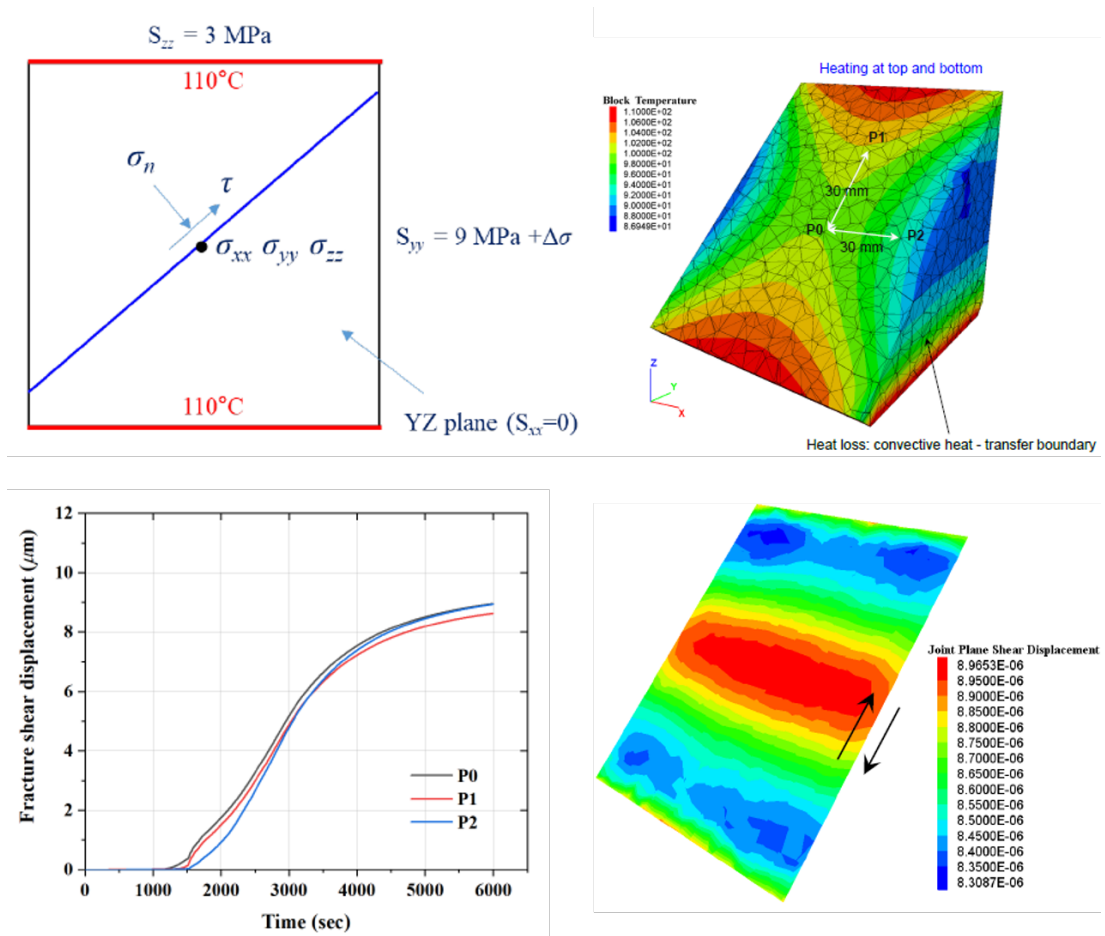 S_zz = 3 MPa
110°C
σ_n
τ
σ_xx σ_yy σ_zz
S_yy = 9 MPa +Δσ
110°C
YZ plane (S_xx=0)
Heating at top and bottom
Block Temperature
1.1000E+02
1.0600E+02
1.0400E+02
1.0200E+02
1.0000E+02
9.8000E+01
9.6000E+01
9.4000E+01
9.2000E+01
9.0000E+01
8.8000E+01
8.6949E+01
P1
30 mm
P0
P2
30 mm
Z
Y
X
Heat loss: convective heat - transfer boundary
Fracture shear displacement (μm)
12
10
8
6
4
2
0
P0
P1
P2
0 1000 2000 3000 4000 5000 6000
Time (sec)
Joint Plane Shear Displacement
8.9653E-06
8.9500E-06
8.9000E-06
8.8500E-06
8.8000E-06
8.7500E-06
8.7000E-06
8.6500E-06
8.6000E-06
8.5500E-06
8.5000E-06
8.4500E-06
8.4000E-06
8.3500E-06
8.3087E-06